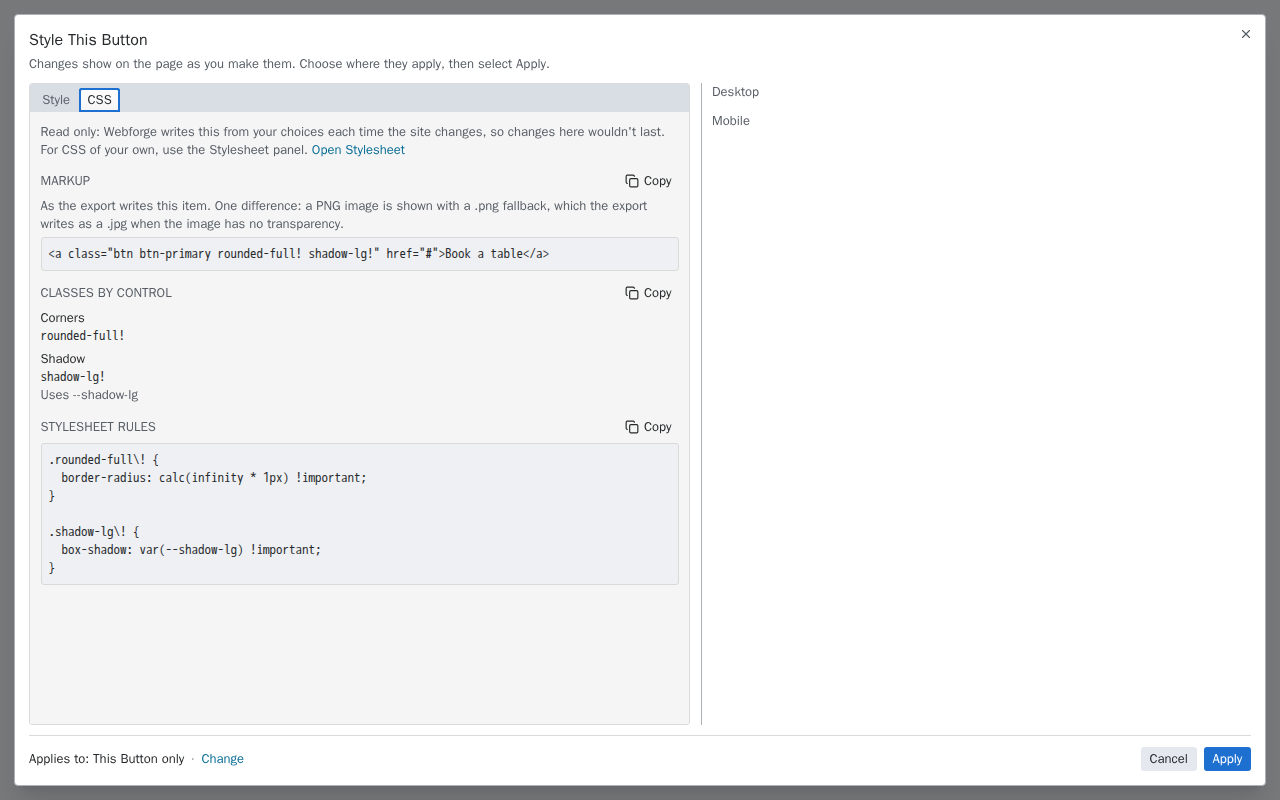 Style This Button
Changes show on the page as you make them. Choose where they apply, then select Apply.
Style CSS
Read only: Webforge writes this from your choices each time the site changes, so changes here wouldn't last.
For CSS of your own, use the Stylesheet panel. Open Stylesheet
MARKUP Copy
As the export writes this item. One difference: a PNG image is shown with a .png fallback, which the export
writes as a .jpg when the image has no transparency.
<a class="btn btn-primary rounded-full! shadow-lg!" href="#">Book a table</a>
CLASSES BY CONTROL Copy
Corners
rounded-full!
Shadow
shadow-lg!
Uses --shadow-lg
STYLESHEET RULES Copy
.rounded-full\! {
  border-radius: calc(infinity * 1px) !important;
}
.shadow-lg\! {
  box-shadow: var(--shadow-lg) !important;
}
Desktop
Mobile
Applies to: This Button only · Change
Cancel Apply